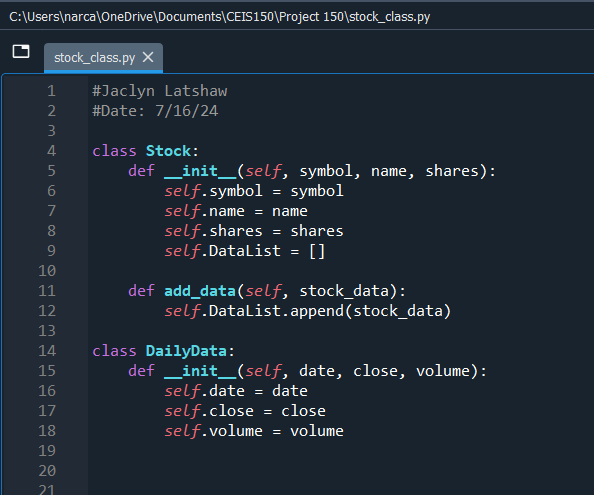 C:\Users\narca\OneDrive\Documents\CEIS150\Project 150\stock_class.py
stock_class.py ✕
1 #Jaclyn Latshaw
2 #Date: 7/16/24
3
4 class Stock:
5     def __init__(self, symbol, name, shares):
6         self.symbol = symbol
7         self.name = name
8         self.shares = shares
9         self.DataList = []
10
11     def add_data(self, stock_data):
12         self.DataList.append(stock_data)
13
14 class DailyData:
15     def __init__(self, date, close, volume):
16         self.date = date
17         self.close = close
18         self.volume = volume
19
20
21